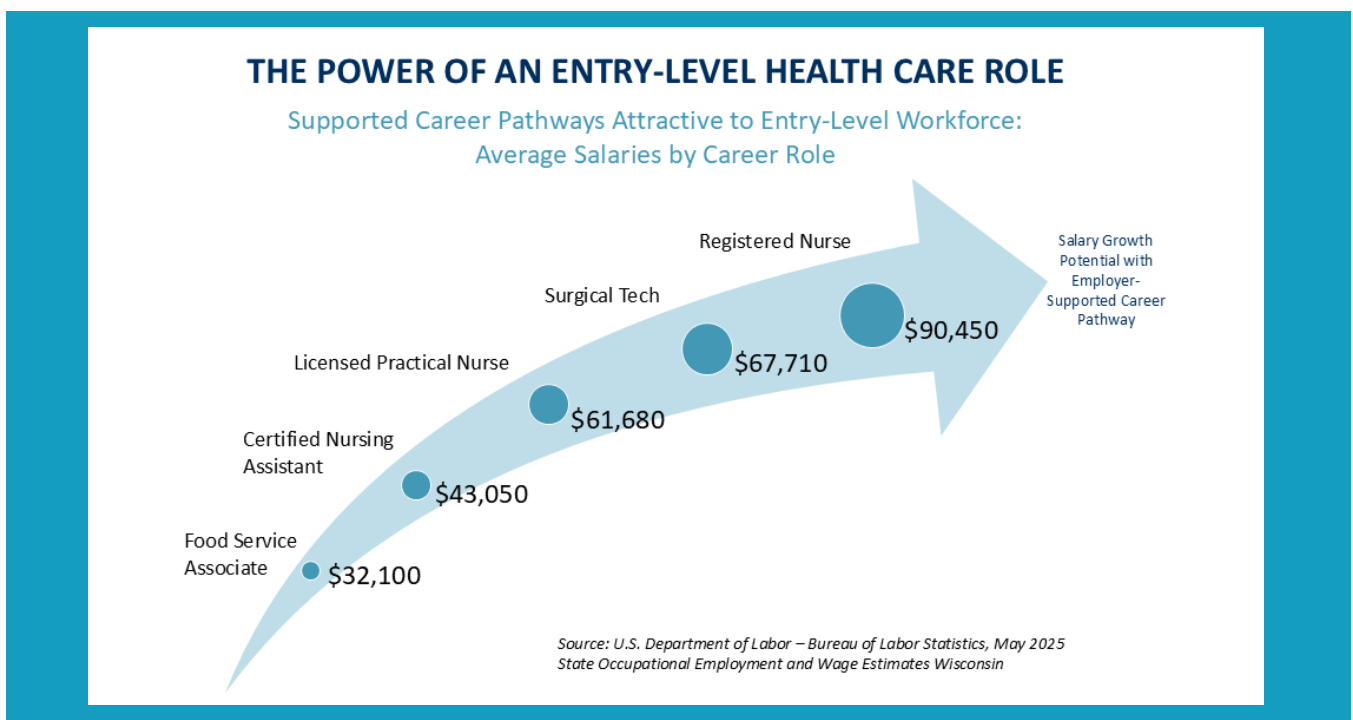 THE POWER OF AN ENTRY-LEVEL HEALTH CARE ROLE
Supported Career Pathways Attractive to Entry-Level Workforce:
Average Salaries by Career Role
Registered Nurse
$90,450
Salary Growth
Potential with
Employer-
Supported Career
Pathway
Surgical Tech
$67,710
Licensed Practical Nurse
$61,680
Certified Nursing
Assistant
$43,050
Food Service
Associate
$32,100
Source: U.S. Department of Labor – Bureau of Labor Statistics, May 2025
State Occupational Employment and Wage Estimates Wisconsin